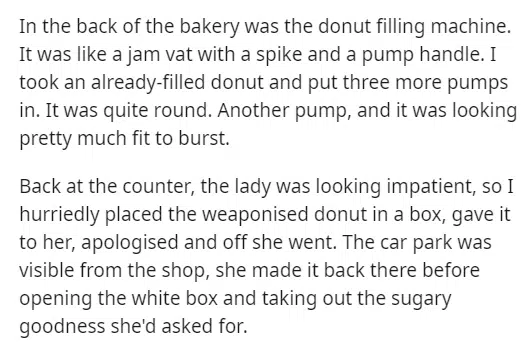 In the back of the bakery was the donut filling machine.
It was like a jam vat with a spike and a pump handle. I
took an already-filled donut and put three more pumps
in. It was quite round. Another pump, and it was looking
pretty much fit to burst.
Back at the counter, the lady was looking impatient, so I
hurriedly placed the weaponised donut in a box, gave it
to her, apologised and off she went. The car park was
visible from the shop, she made it back there before
opening the white box and taking out the sugary
goodness she'd asked for.